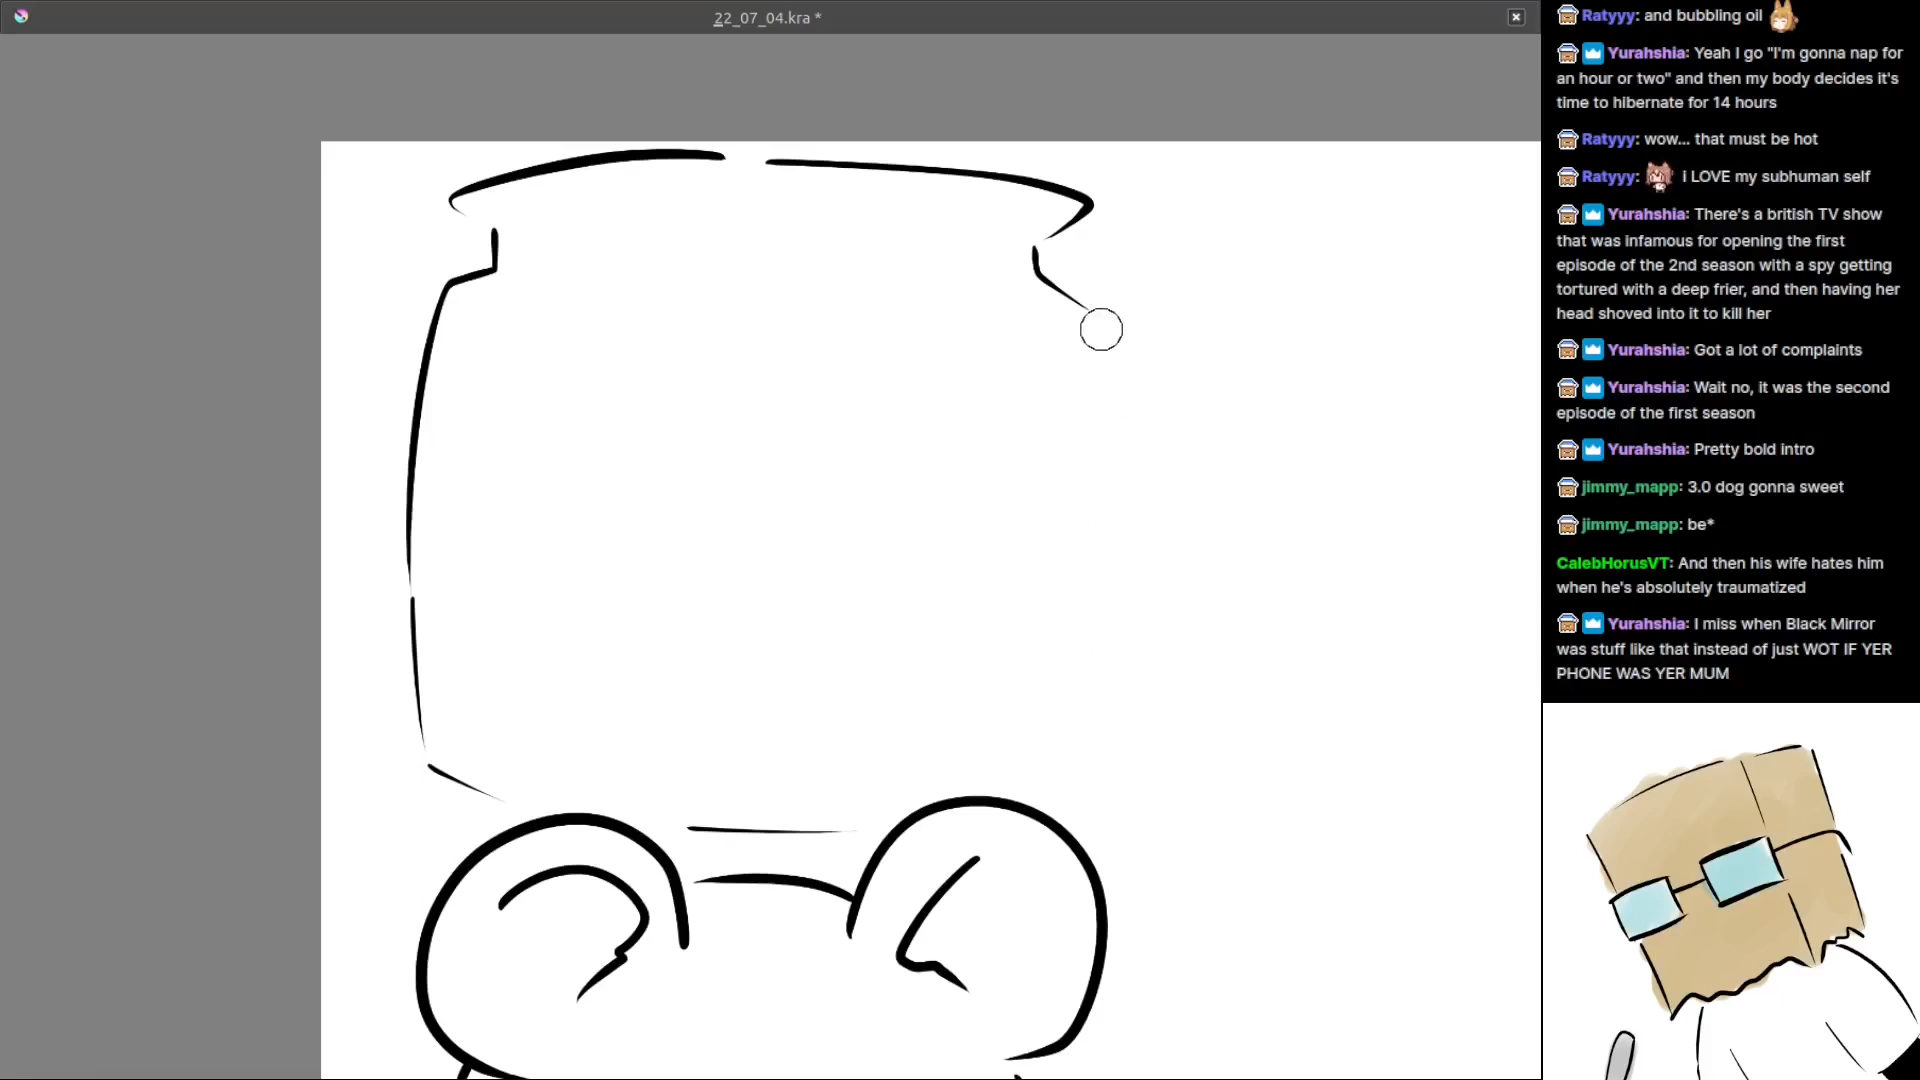 22_07_04.kra *
Ratyyy: and bubbling oil
Yurahshia: Yeah I go "I'm gonna nap for
an hour or two" and then my body decides it's
time to hibernate for 14 hours
Ratyyy: wow... that must be hot
Ratyyy: i LOVE my subhuman self
Yurahshia: There's a british TV show
that was infamous for opening the first
episode of the 2nd season with a spy getting
tortured with a deep frier, and then having her
head shoved into it to kill her
Yurahshia: Got a lot of complaints
Yurahshia: Wait no, it was the second
episode of the first season
Yurahshia: Pretty bold intro
jimmy_mapp: 3.0 dog gonna sweet
jimmy_mapp: be*
CalebHorusVT: And then his wife hates him
when he's absolutely traumatized
Yurahshia: I miss when Black Mirror
was stuff like that instead of just WOT IF YER
PHONE WAS YER MUM